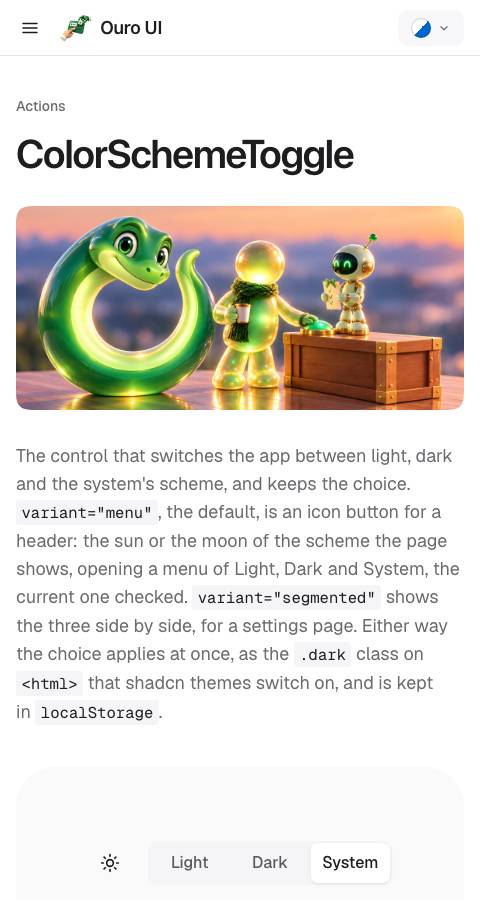 Ouro UI
Actions
ColorSchemeToggle
The control that switches the app between light, dark
and the system's scheme, and keeps the choice.
variant="menu", the default, is an icon button for a
header: the sun or the moon of the scheme the page
shows, opening a menu of Light, Dark and System, the
current one checked. variant="segmented" shows
the three side by side, for a settings page. Either way
the choice applies at once, as the .dark class on
<html> that shadcn themes switch on, and is kept
in localStorage.
Light Dark System